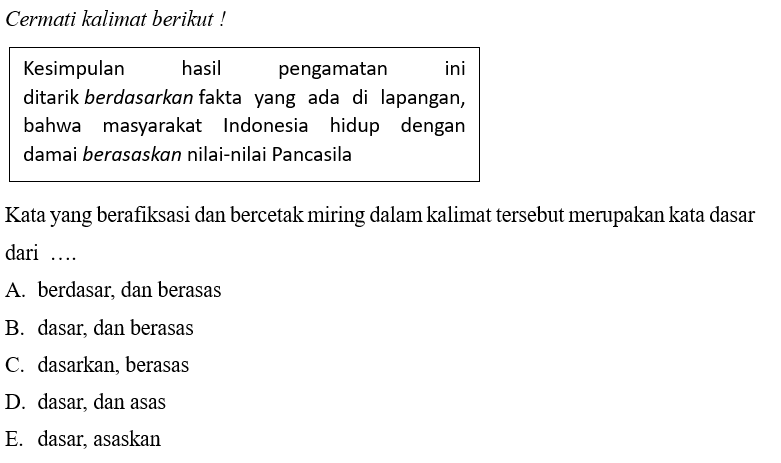 Cermati kalimat berikut !
Kesimpulan hasil pengamatan ini
ditarik berdasarkan fakta yang ada di lapangan,
bahwa masyarakat Indonesia hidup dengan
damai berasaskan nilai-nilai Pancasila
Kata yang berafiksasi dan bercetak miring dalam kalimat tersebut merupakan kata dasar
dari ….
A. berdasar, dan berasas
B. dasar, dan berasas
C. dasarkan, berasas
D. dasar, dan asas
E. dasar, asaskan